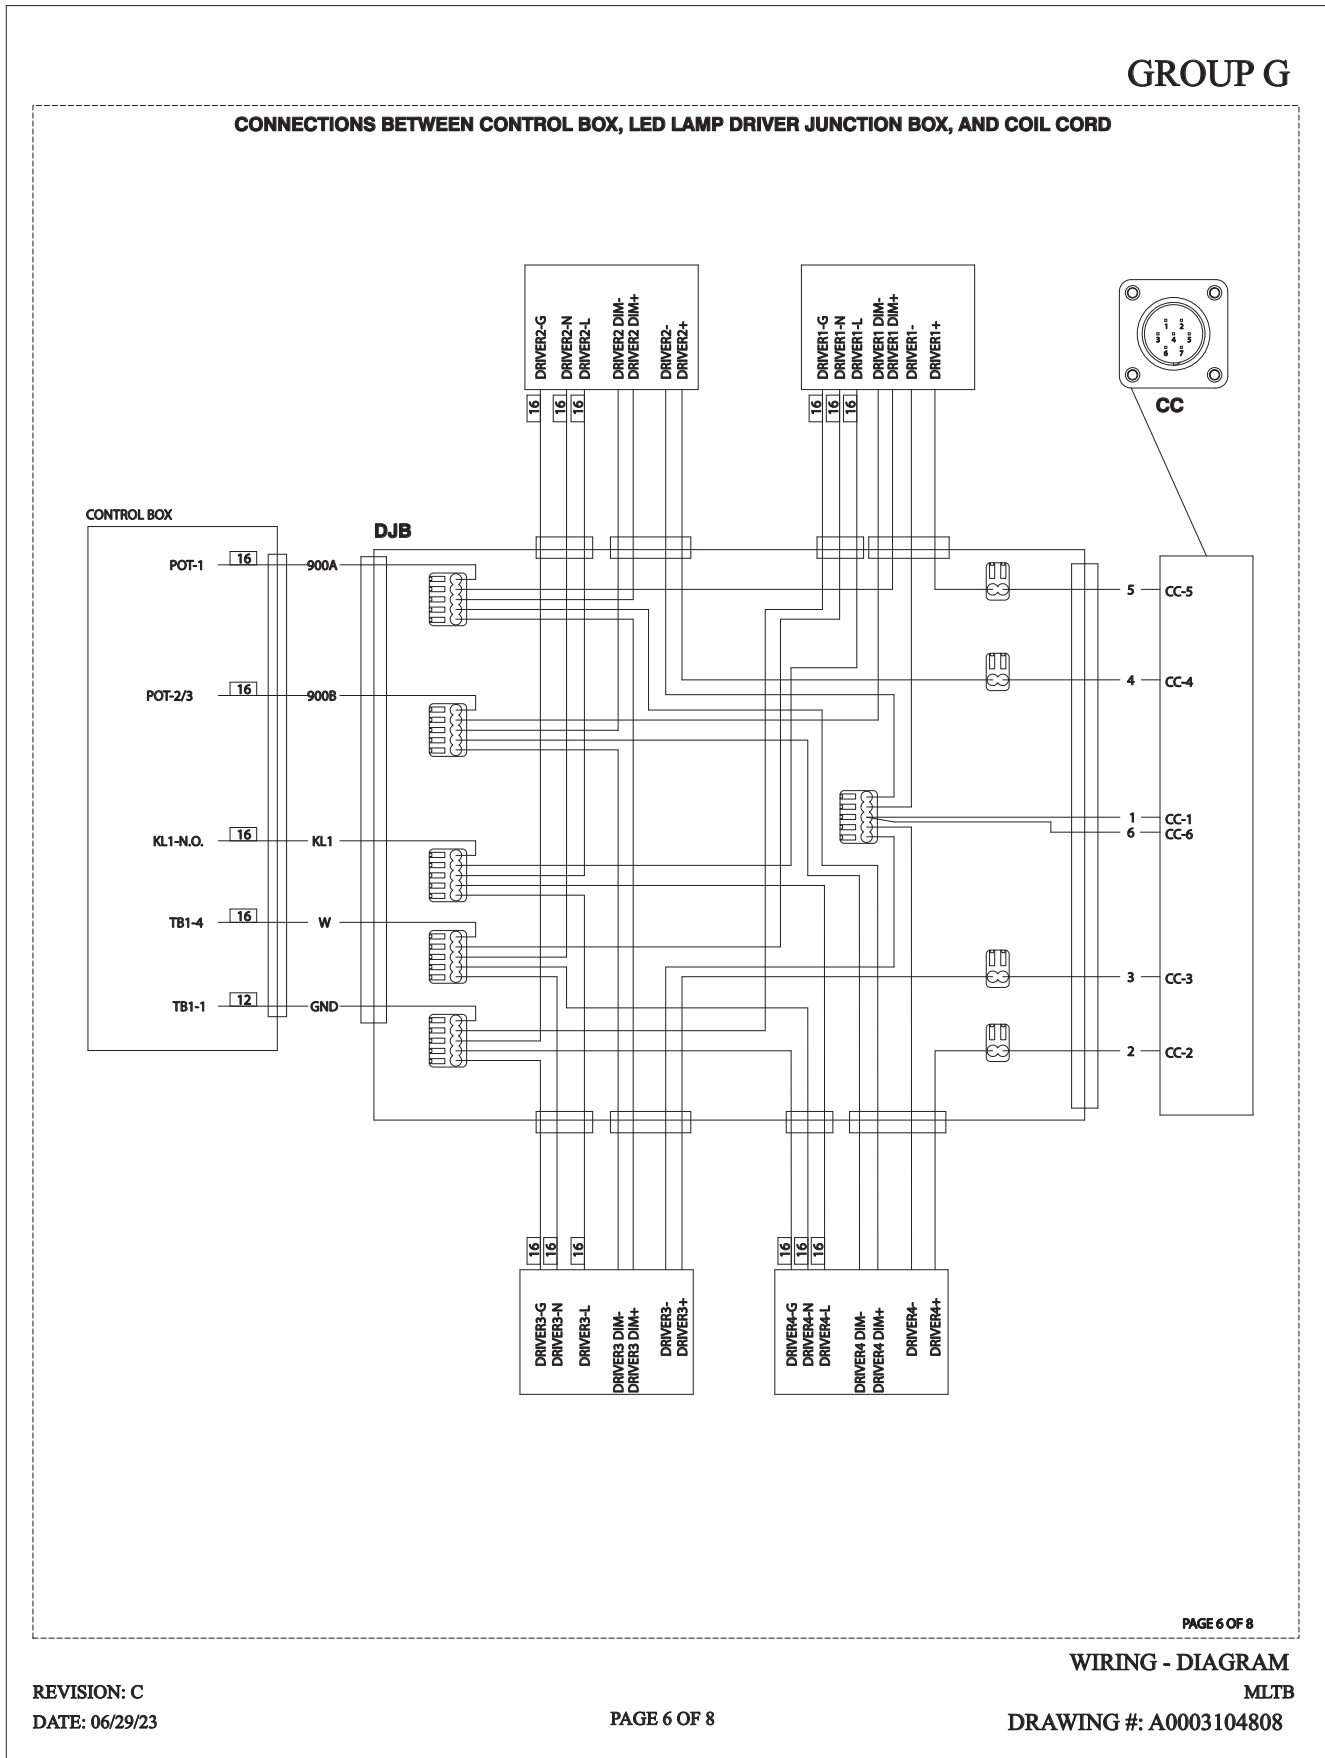 GROUP G
CONNECTIONS BETWEEN CONTROL BOX, LED LAMP DRIVER JUNCTION BOX, AND COIL CORD
DRIVER2-G
DRIVER2-N
DRIVER2-L
DRIVER2 DIM-
DRIVER2 DIM+
DRIVER2-
DRIVER2+
DRIVER1-G
DRIVER1-N
DRIVER1-L
DRIVER1 DIM-
DRIVER1 DIM+
DRIVER1-
DRIVER1+
1 2
3 4 5
6 7
CC
16
16
16
16
16
16
CONTROL BOX
DJB
POT-1
16
900A
5
CC-5
POT-2/3
16
900B
4
CC-4
KL1-N.O.
16
KL1
1
CC-1
6
CC-6
TB1-4
16
W
3
CC-3
TB1-1
12
GND
2
CC-2
16
16
16
16
16
16
DRIVER3-G
DRIVER3-N
DRIVER3-L
DRIVER3 DIM-
DRIVER3 DIM+
DRIVER3-
DRIVER3+
DRIVER4-G
DRIVER4-N
DRIVER4-L
DRIVER4 DIM-
DRIVER4 DIM+
DRIVER4-
DRIVER4+
PAGE 6 OF 8
WIRING - DIAGRAM
REVISION: C
MLTB
DATE: 06/29/23
PAGE 6 OF 8
DRAWING #: A0003104808